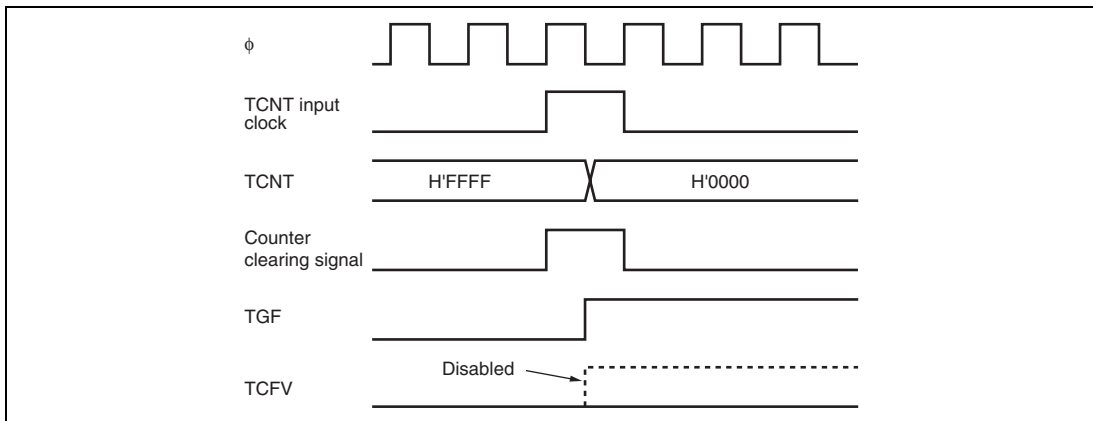 ϕ
TCNT input
clock
TCNT
H'FFFF
H'0000
Counter
clearing signal
TGF
Disabled
TCFV